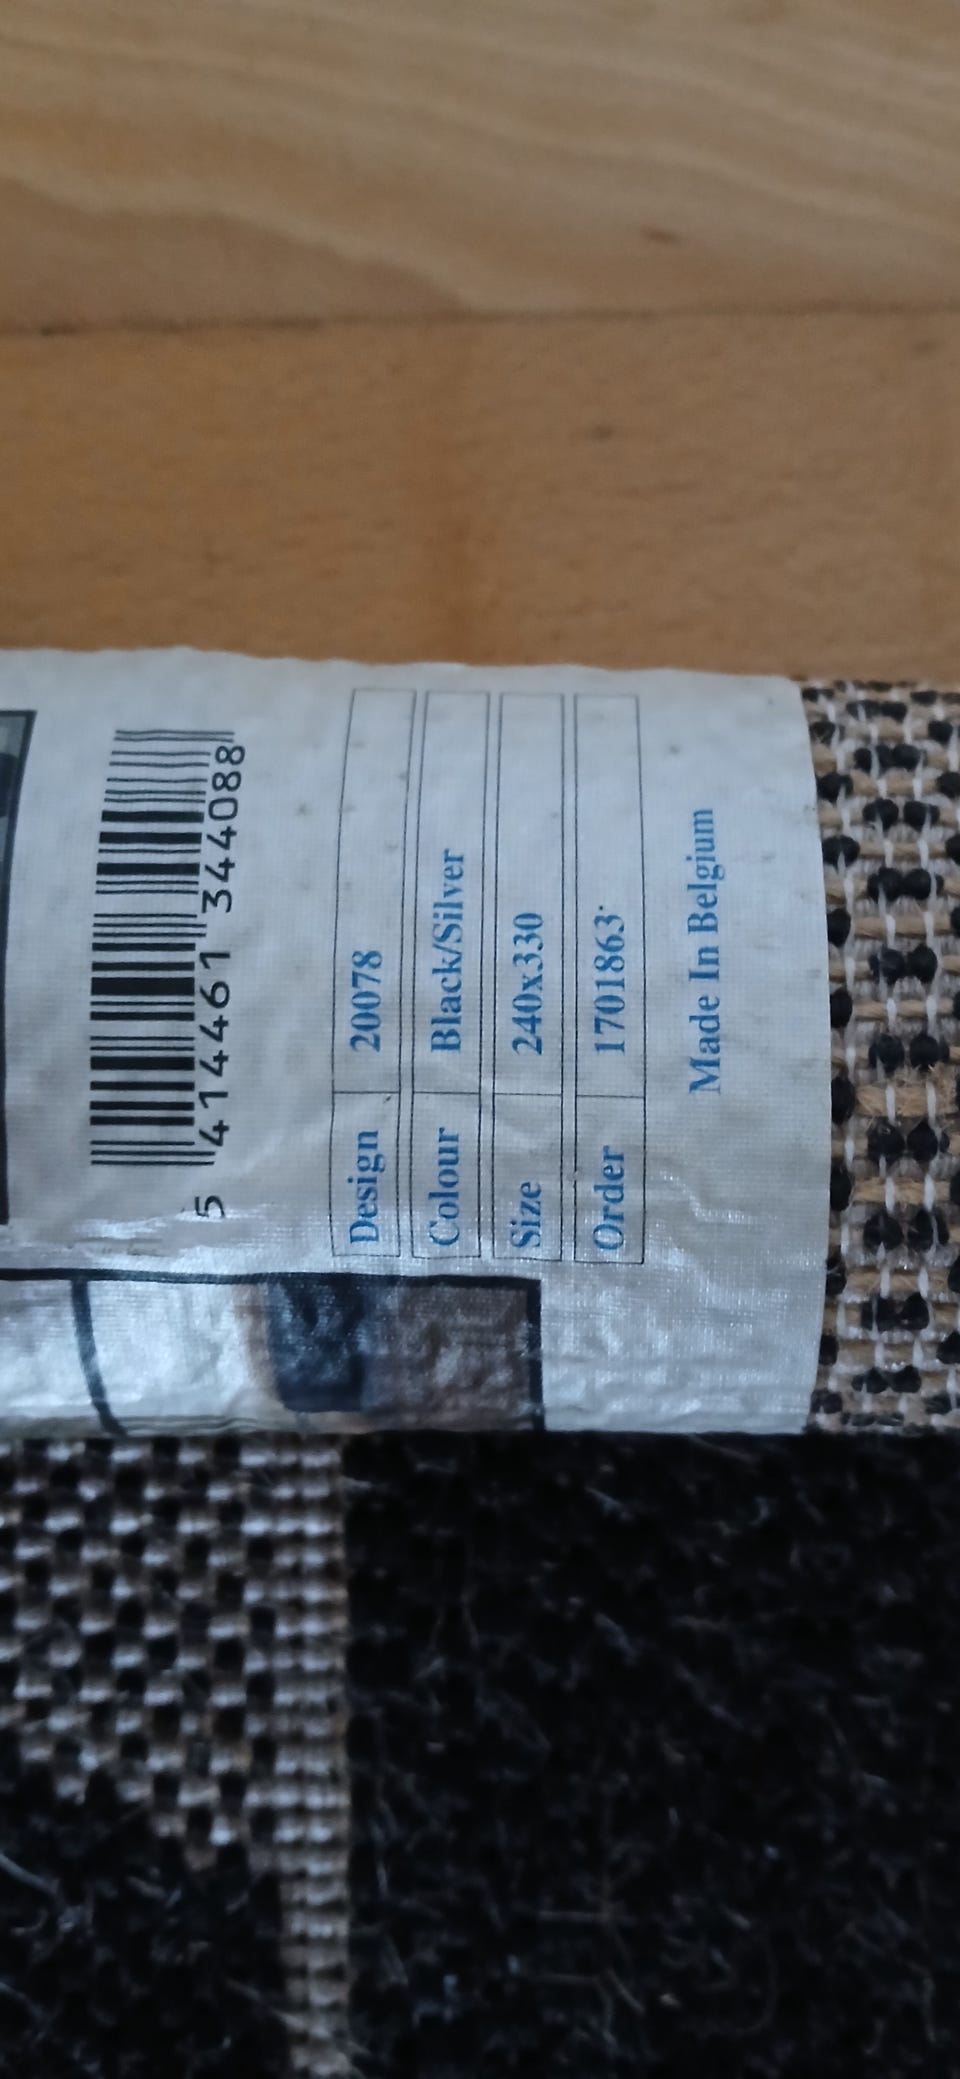 5 414461 344088
Design 20078
Colour Black/Silver
Size 240x330
Order 1701863
Made In Belgium